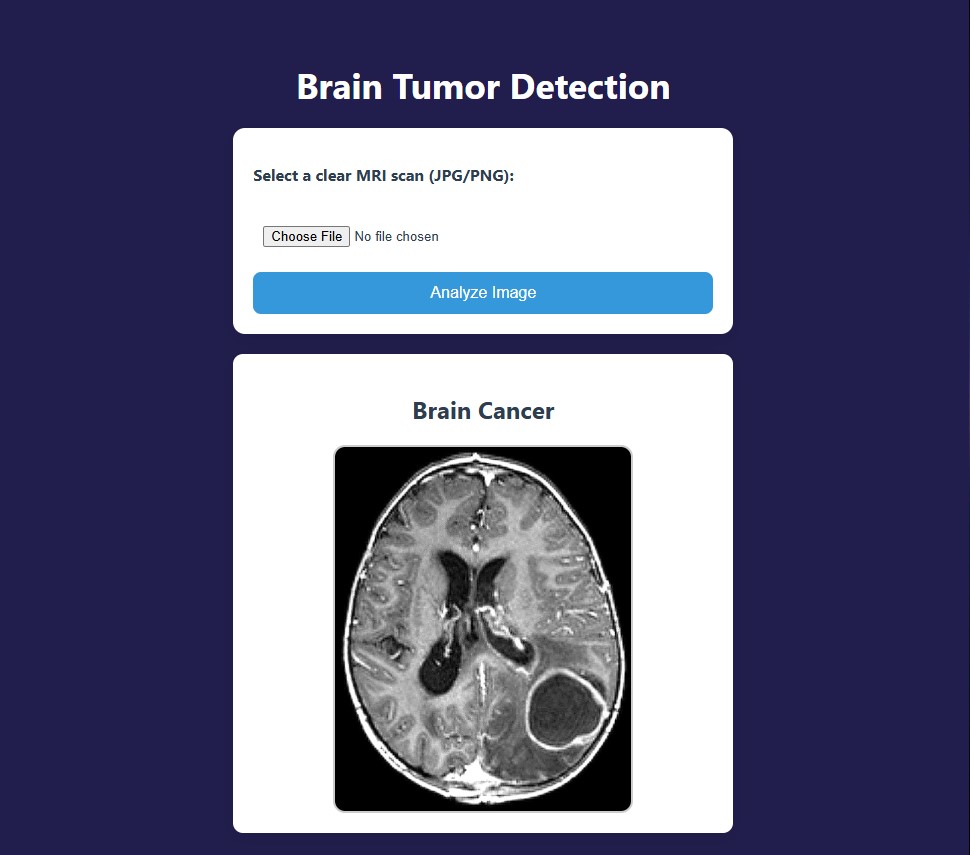 Brain Tumor Detection
Select a clear MRI scan (JPG/PNG):
Choose File No file chosen
Analyze Image
Brain Cancer